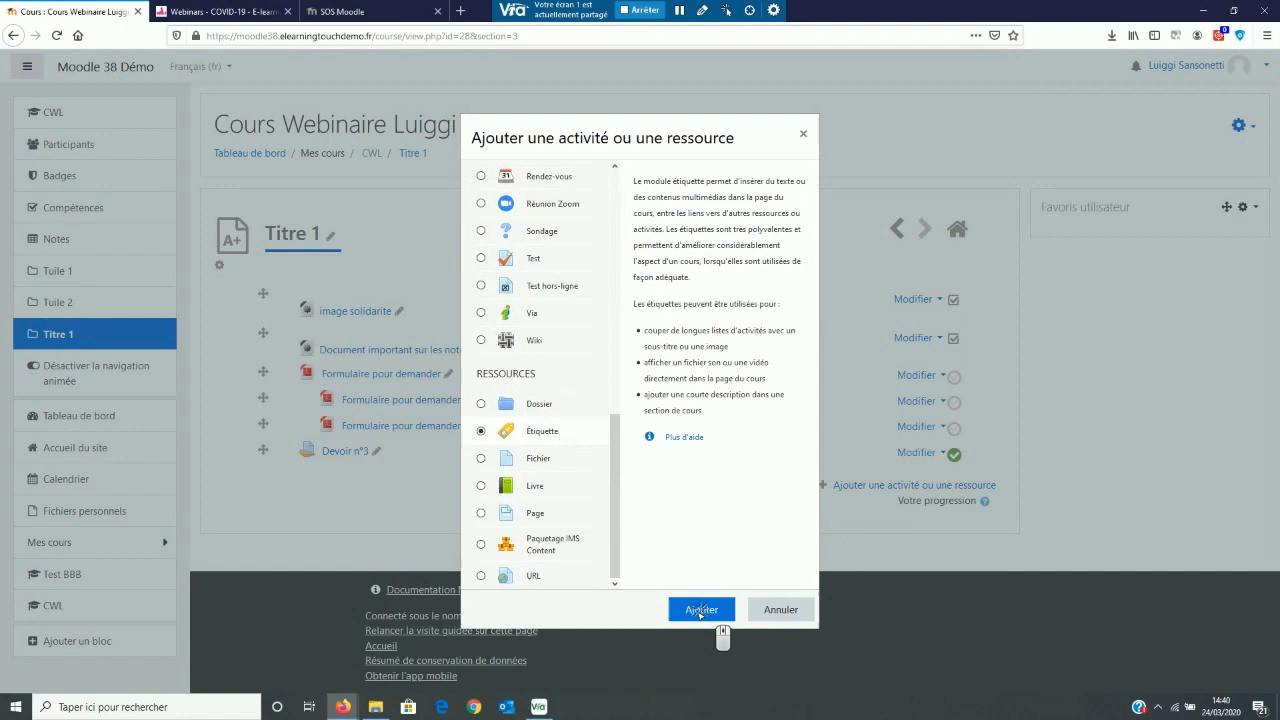 Cours : Cours Webinaire Luiggi
Webinars - COVID-19 - E-learn
SOS Moodle
Via
Votre écran 1 est
actuellement partagé
Arrêter
https://moodle38.elearningtouchdemo.fr/course/view.php?id=28&section=3
Moodle 38 Démo
Français (fr)
Luiggi Sansonetti
CWL
Participants
Badges
Compétences
Notes
Tuile 1
Tuile 2
Titre 1
Désactiver la navigation
animée
Tableau de bord
Accueil du site
Calendrier
Fichiers personnels
Mes cours
Test BBB
CWL
Ajouter un bloc
Cours Webinaire Luiggi
Tableau de bord / Mes cours / CWL / Titre 1
A+
Titre 1
image solidarite
Document important sur les not
Formulaire pour demander
Formulaire pour demander
Formulaire pour demander
Devoir n°3
Ajouter une activité ou une ressource
×
31
Rendez-vous
Réunion Zoom
Sondage
Test
Test hors-ligne
Via
Wiki
RESSOURCES
Dossier
Étiquette
Fichier
Livre
Page
Paquetage IMS
Content
URL
Le module étiquette permet d'insérer du texte ou
des contenus multimédias dans la page du
cours, entre les liens vers d'autres ressources ou
activités. Les étiquettes sont très polyvalentes et
permettent d'améliorer considérablement
l'aspect d'un cours, lorsqu'elles sont utilisées de
façon adéquate.
Les étiquettes peuvent être utilisées pour :
couper de longues listes d'activités avec un
sous-titre ou une image
afficher un fichier son ou une vidéo
directement dans la page du cours
ajouter une courte description dans une
section de cours
Plus d'aide
Ajouter
Annuler
Modifier
Modifier
Modifier
Modifier
Modifier
Modifier
Ajouter une activité ou une ressource
Votre progression
Favoris utilisateur
Documentation
Connecté sous le nom
Relancer la visite guidée sur cette page
Accueil
Résumé de conservation de données
Obtenir l'app mobile
Taper ici pour rechercher
Via
14:40
24/03/2020